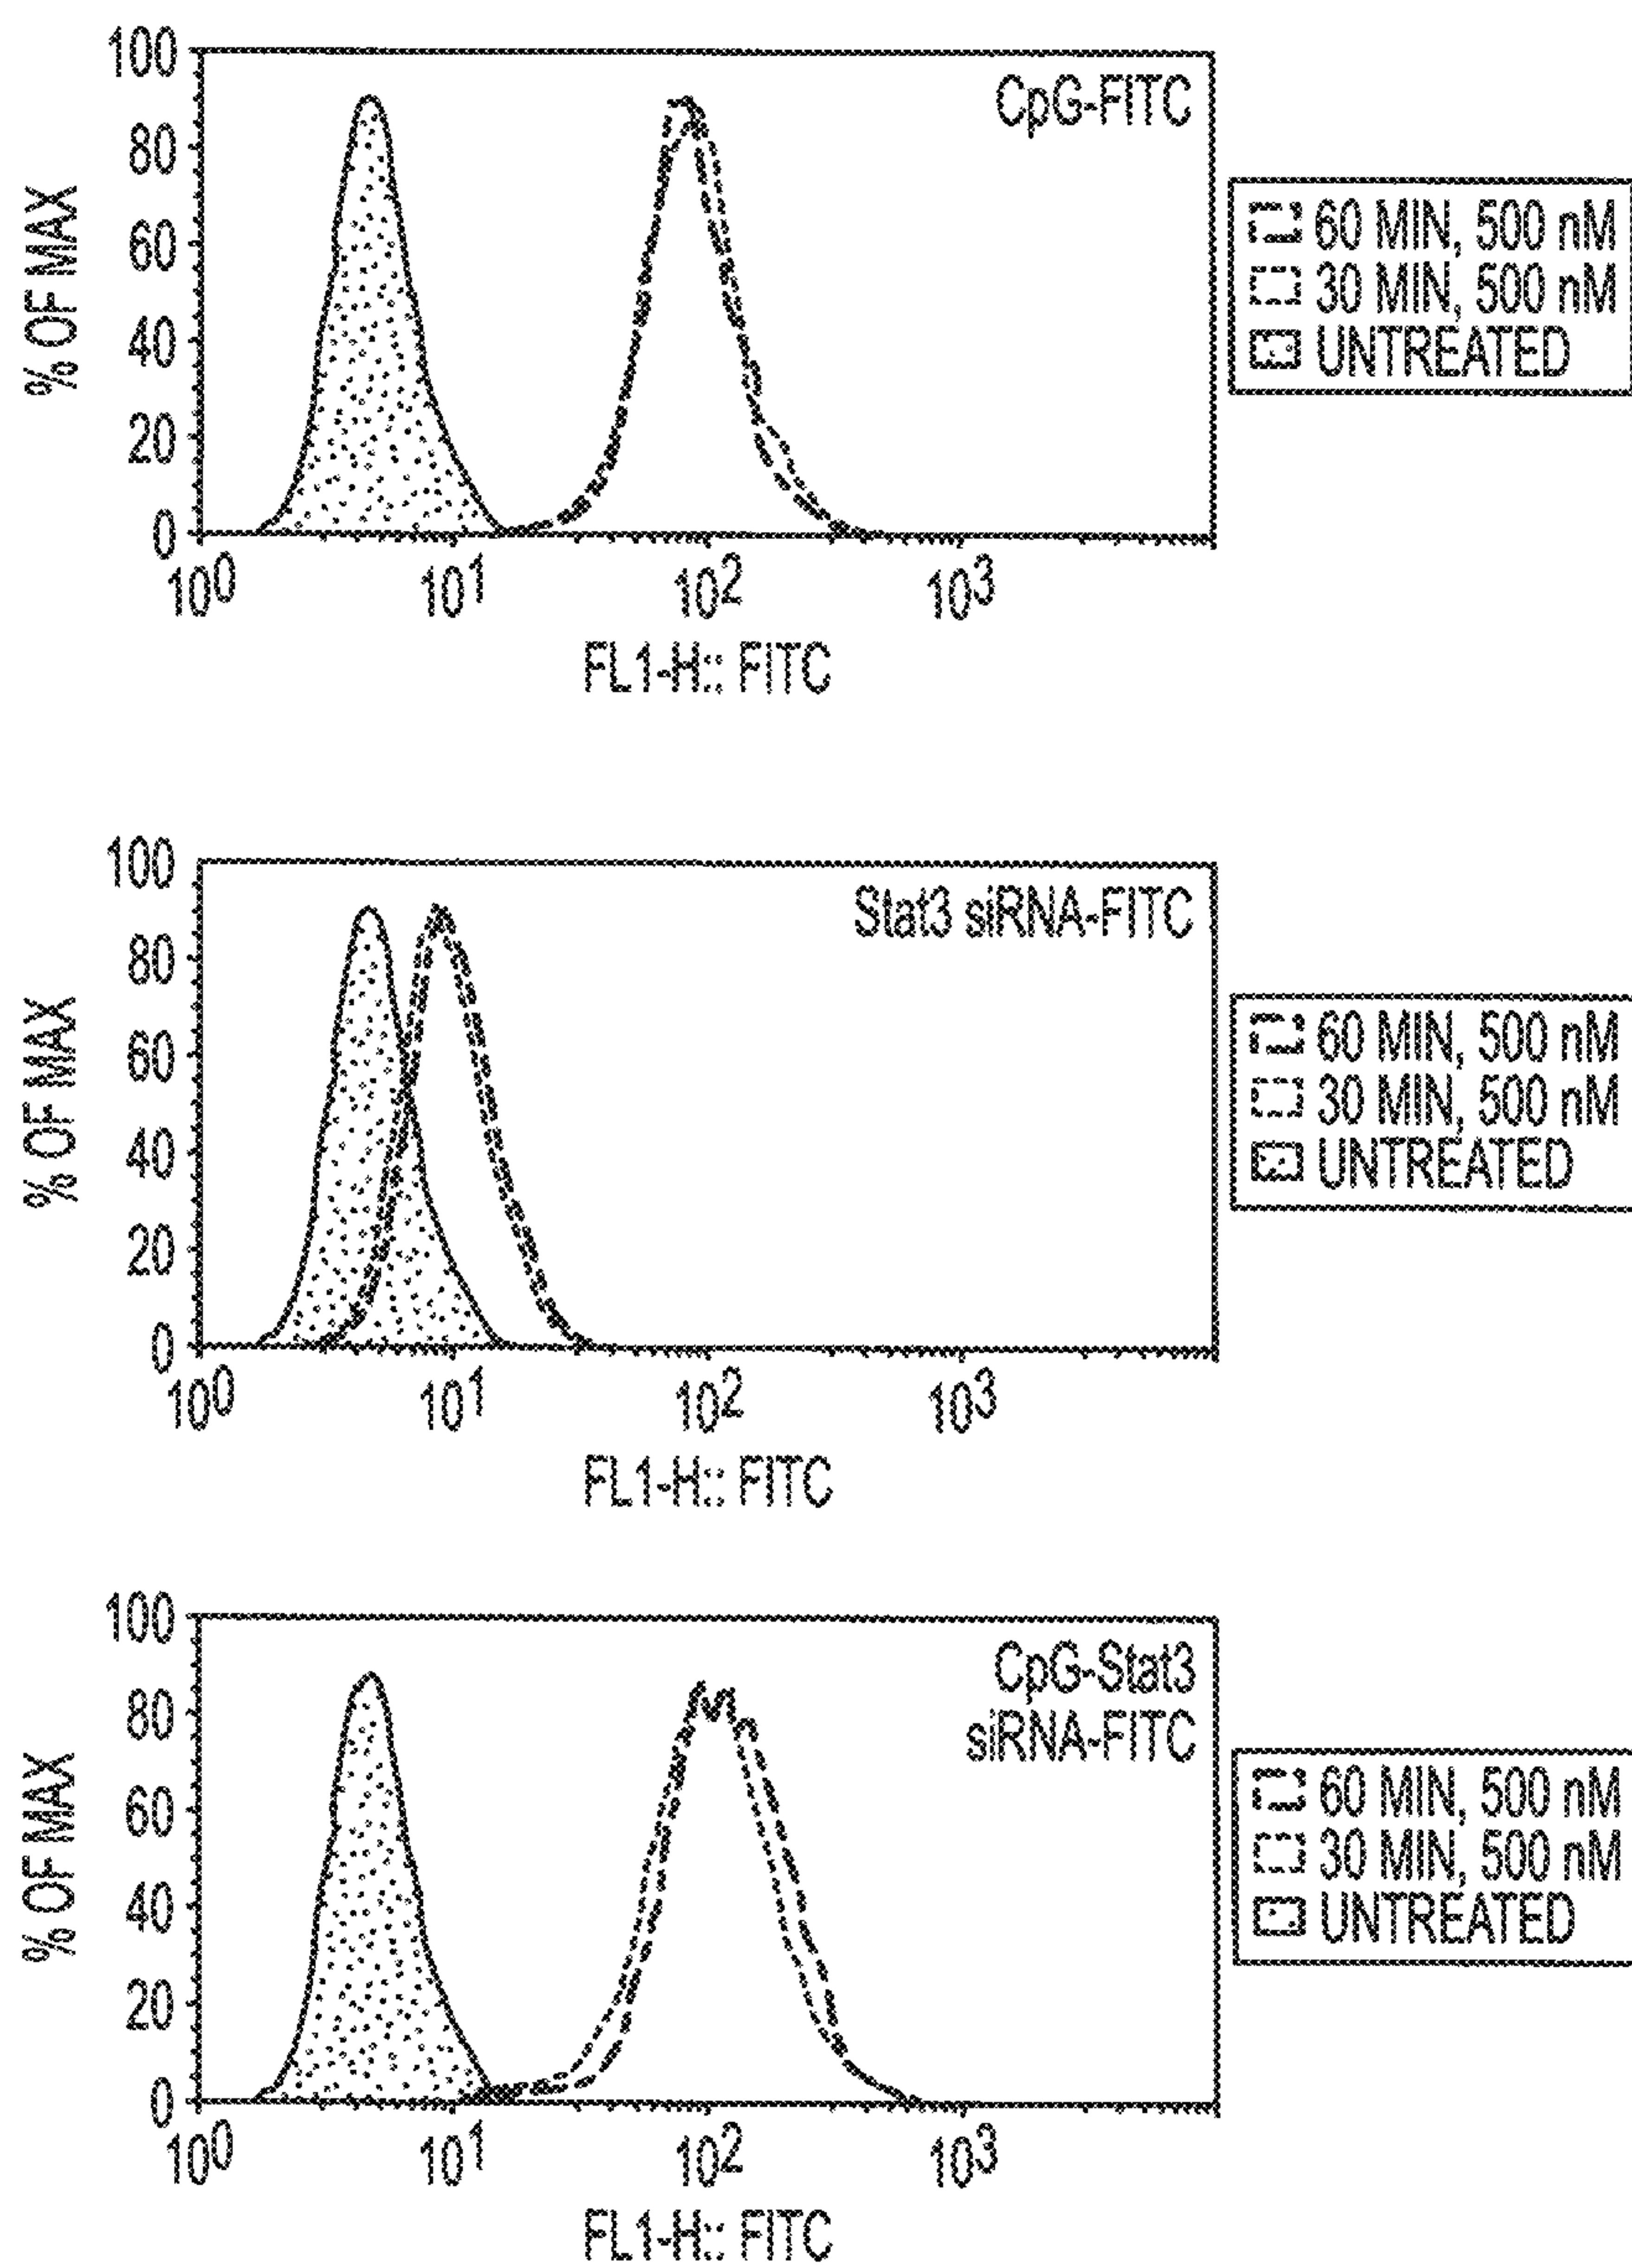 100
80
60
40
20
0
% OF MAX
CpG-FITC
10^0 10^1 10^2 10^3
FL1-H:: FITC
60 MIN, 500 nM
30 MIN, 500 nM
UNTREATED
100
80
60
40
20
0
% OF MAX
Stat3 siRNA-FITC
10^0 10^1 10^2 10^3
FL1-H:: FITC
60 MIN, 500 nM
30 MIN, 500 nM
UNTREATED
100
80
60
40
20
0
% OF MAX
CpG-Stat3
siRNA-FITC
10^0 10^1 10^2 10^3
FL1-H:: FITC
60 MIN, 500 nM
30 MIN, 500 nM
UNTREATED